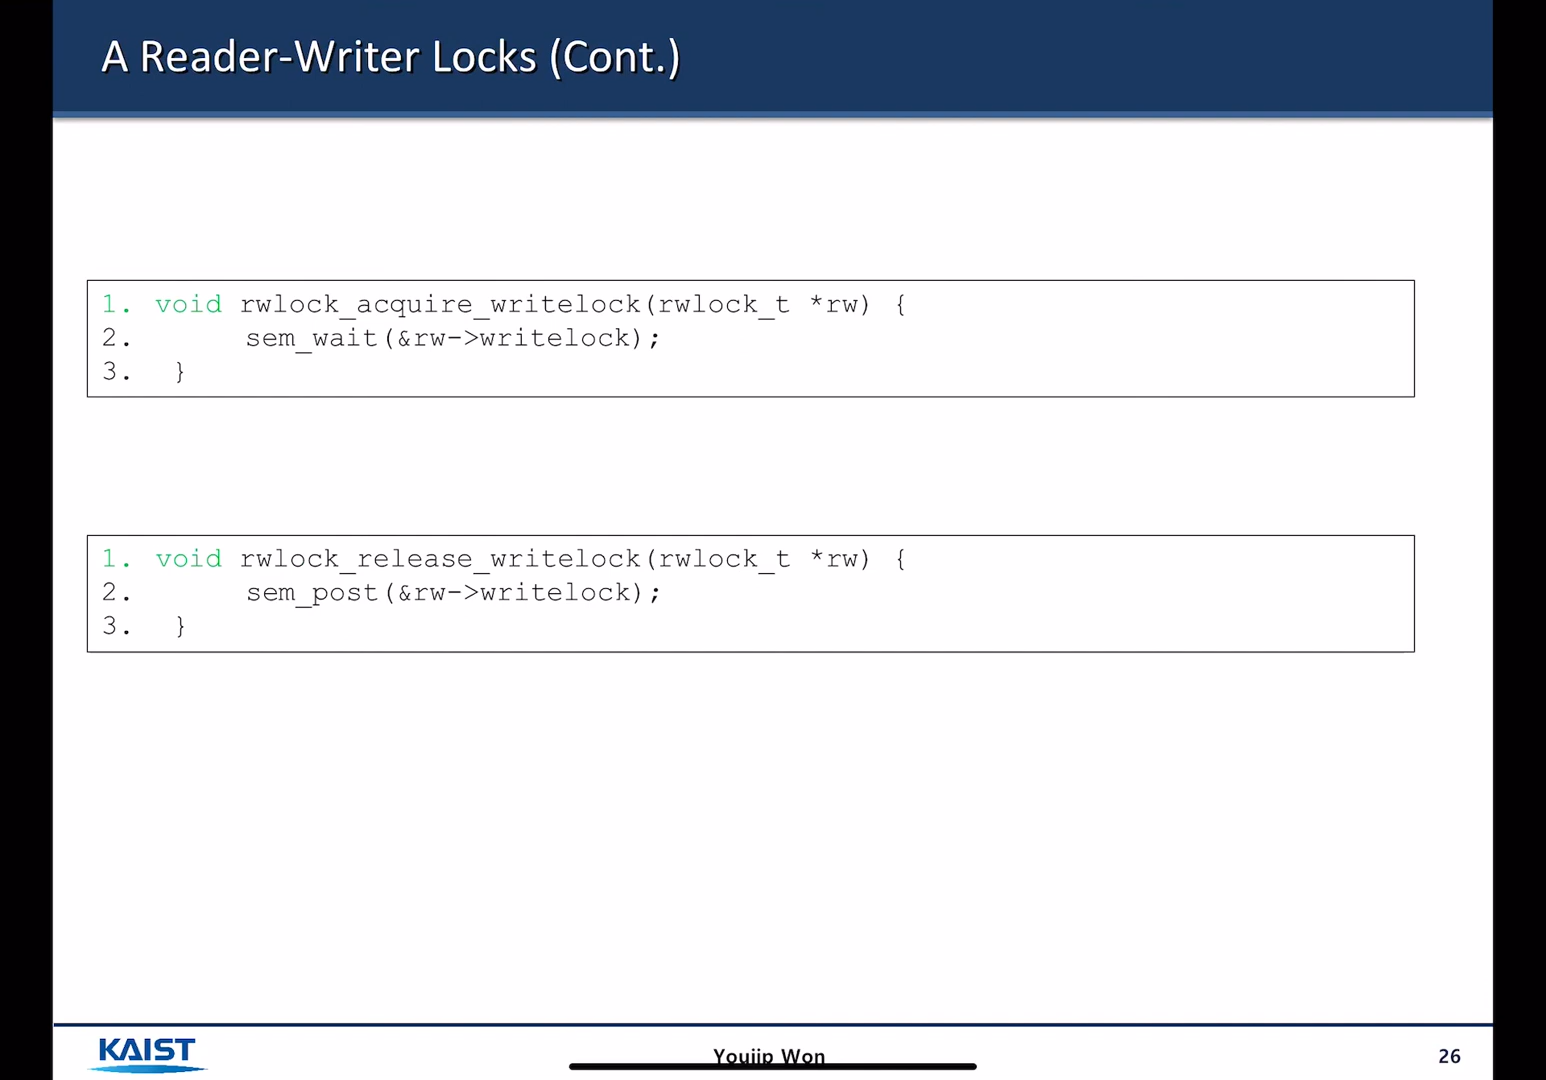 A Reader-Writer Locks (Cont.)
1. void rwlock_acquire_writelock(rwlock_t *rw) {
2. sem_wait(&rw->writelock);
3. }
1. void rwlock_release_writelock(rwlock_t *rw) {
2. sem_post(&rw->writelock);
3. }
KAIST
Youjip Won
26